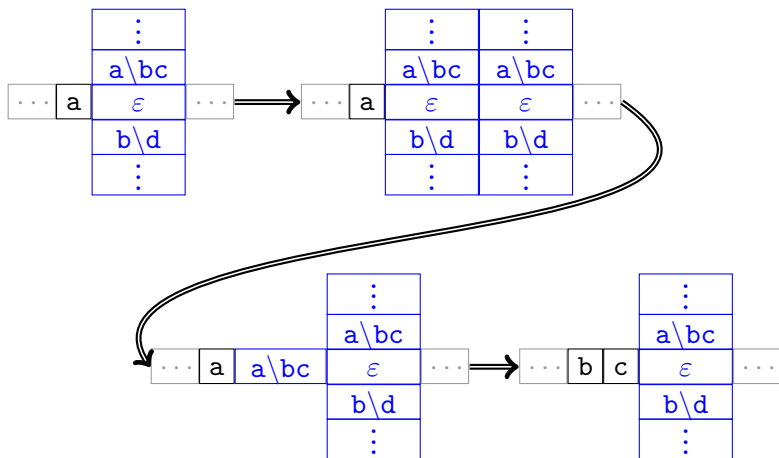 ⋮ ⋮ ⋮
a\bc a\bc a\bc
··· a ε ··· ··· a ε ε ···
b\d b\d b\d
⋮ ⋮ ⋮
⋮ ⋮
a\bc a\bc
··· a a\bc ε ··· ··· b c ε ···
b\d b\d
⋮ ⋮